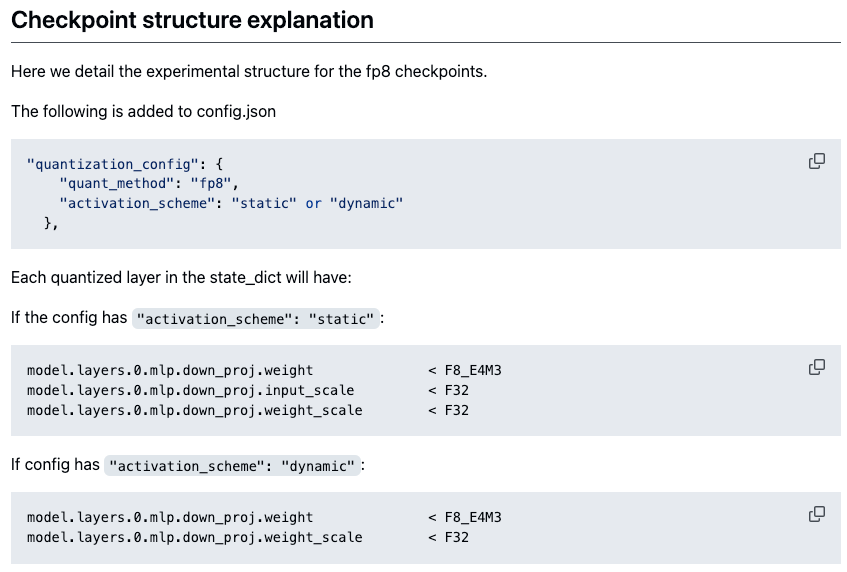 Checkpoint structure explanation
Here we detail the experimental structure for the fp8 checkpoints.
The following is added to config.json
"quantization_config": {
    "quant_method": "fp8",
    "activation_scheme": "static" or "dynamic"
  },
Each quantized layer in the state_dict will have:
If the config has "activation_scheme": "static":
model.layers.0.mlp.down_proj.weight              < F8_E4M3
model.layers.0.mlp.down_proj.input_scale         < F32
model.layers.0.mlp.down_proj.weight_scale        < F32
If config has "activation_scheme": "dynamic":
model.layers.0.mlp.down_proj.weight              < F8_E4M3
model.layers.0.mlp.down_proj.weight_scale        < F32